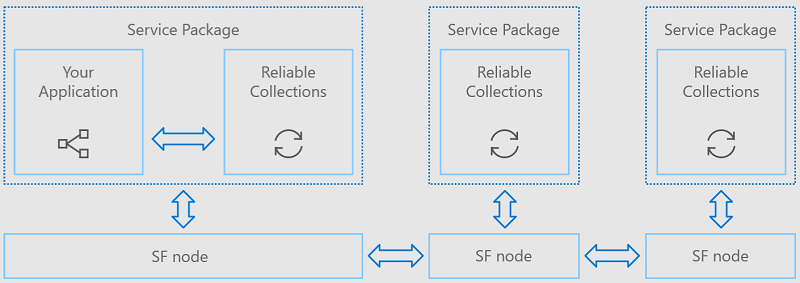 Service Package
Service Package
Service Package
Your
Application
Reliable
Collections
Reliable
Collections
Reliable
Collections
SF node
SF node
SF node